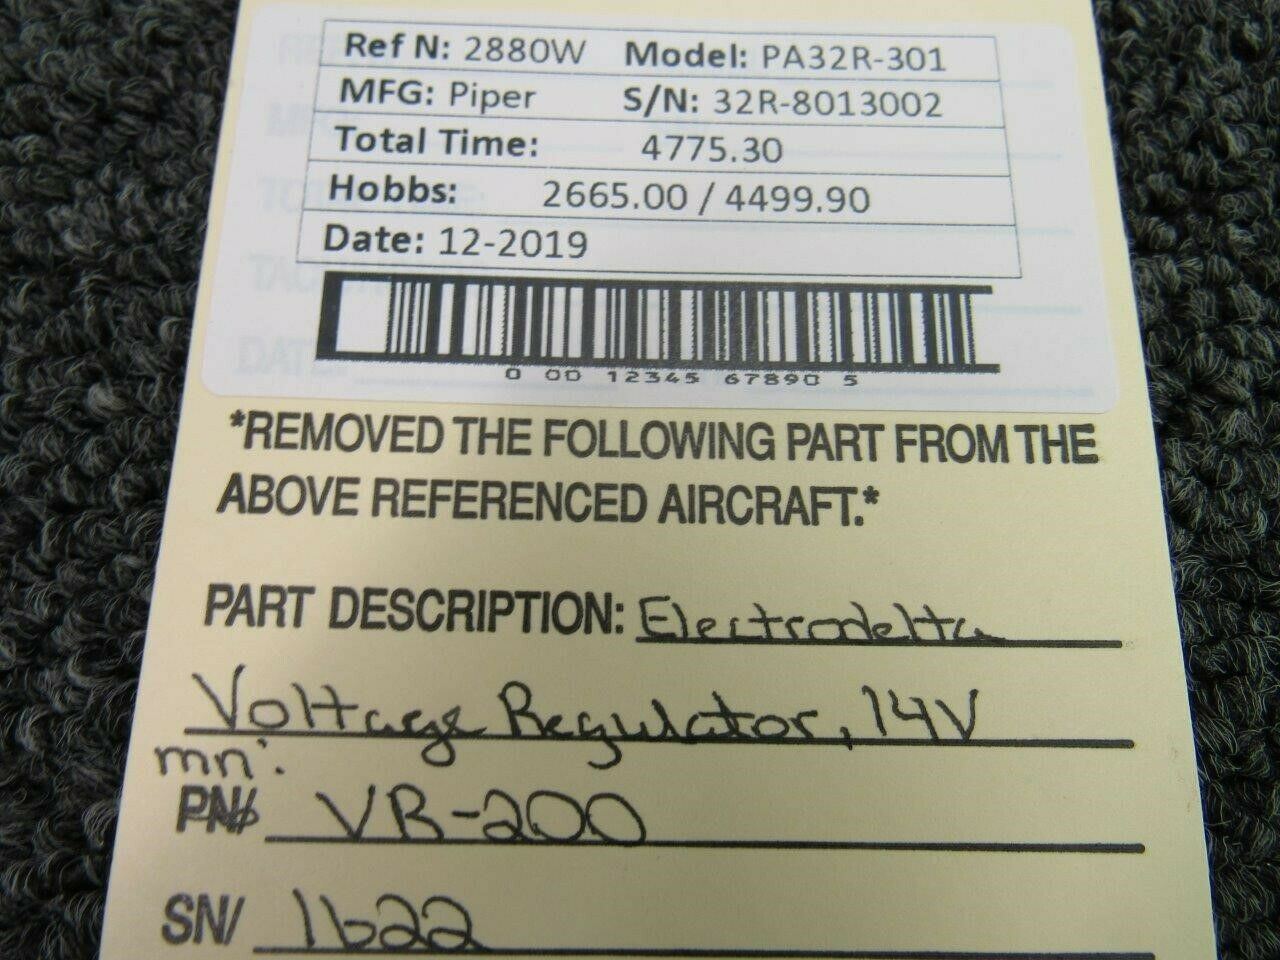 Ref N: 2880W Model: PA32R-301
MFG: Piper S/N: 32R-8013002
Total Time: 4775.30
Hobbs: 2665.00 / 4499.90
Date: 12-2019
0 00 12345 67890 5
*REMOVED THE FOLLOWING PART FROM THE
ABOVE REFERENCED AIRCRAFT.*
PART DESCRIPTION: Electrodelta
Voltage Regulator, 14V
mn:
PN/ VR-200
SN/ 1622